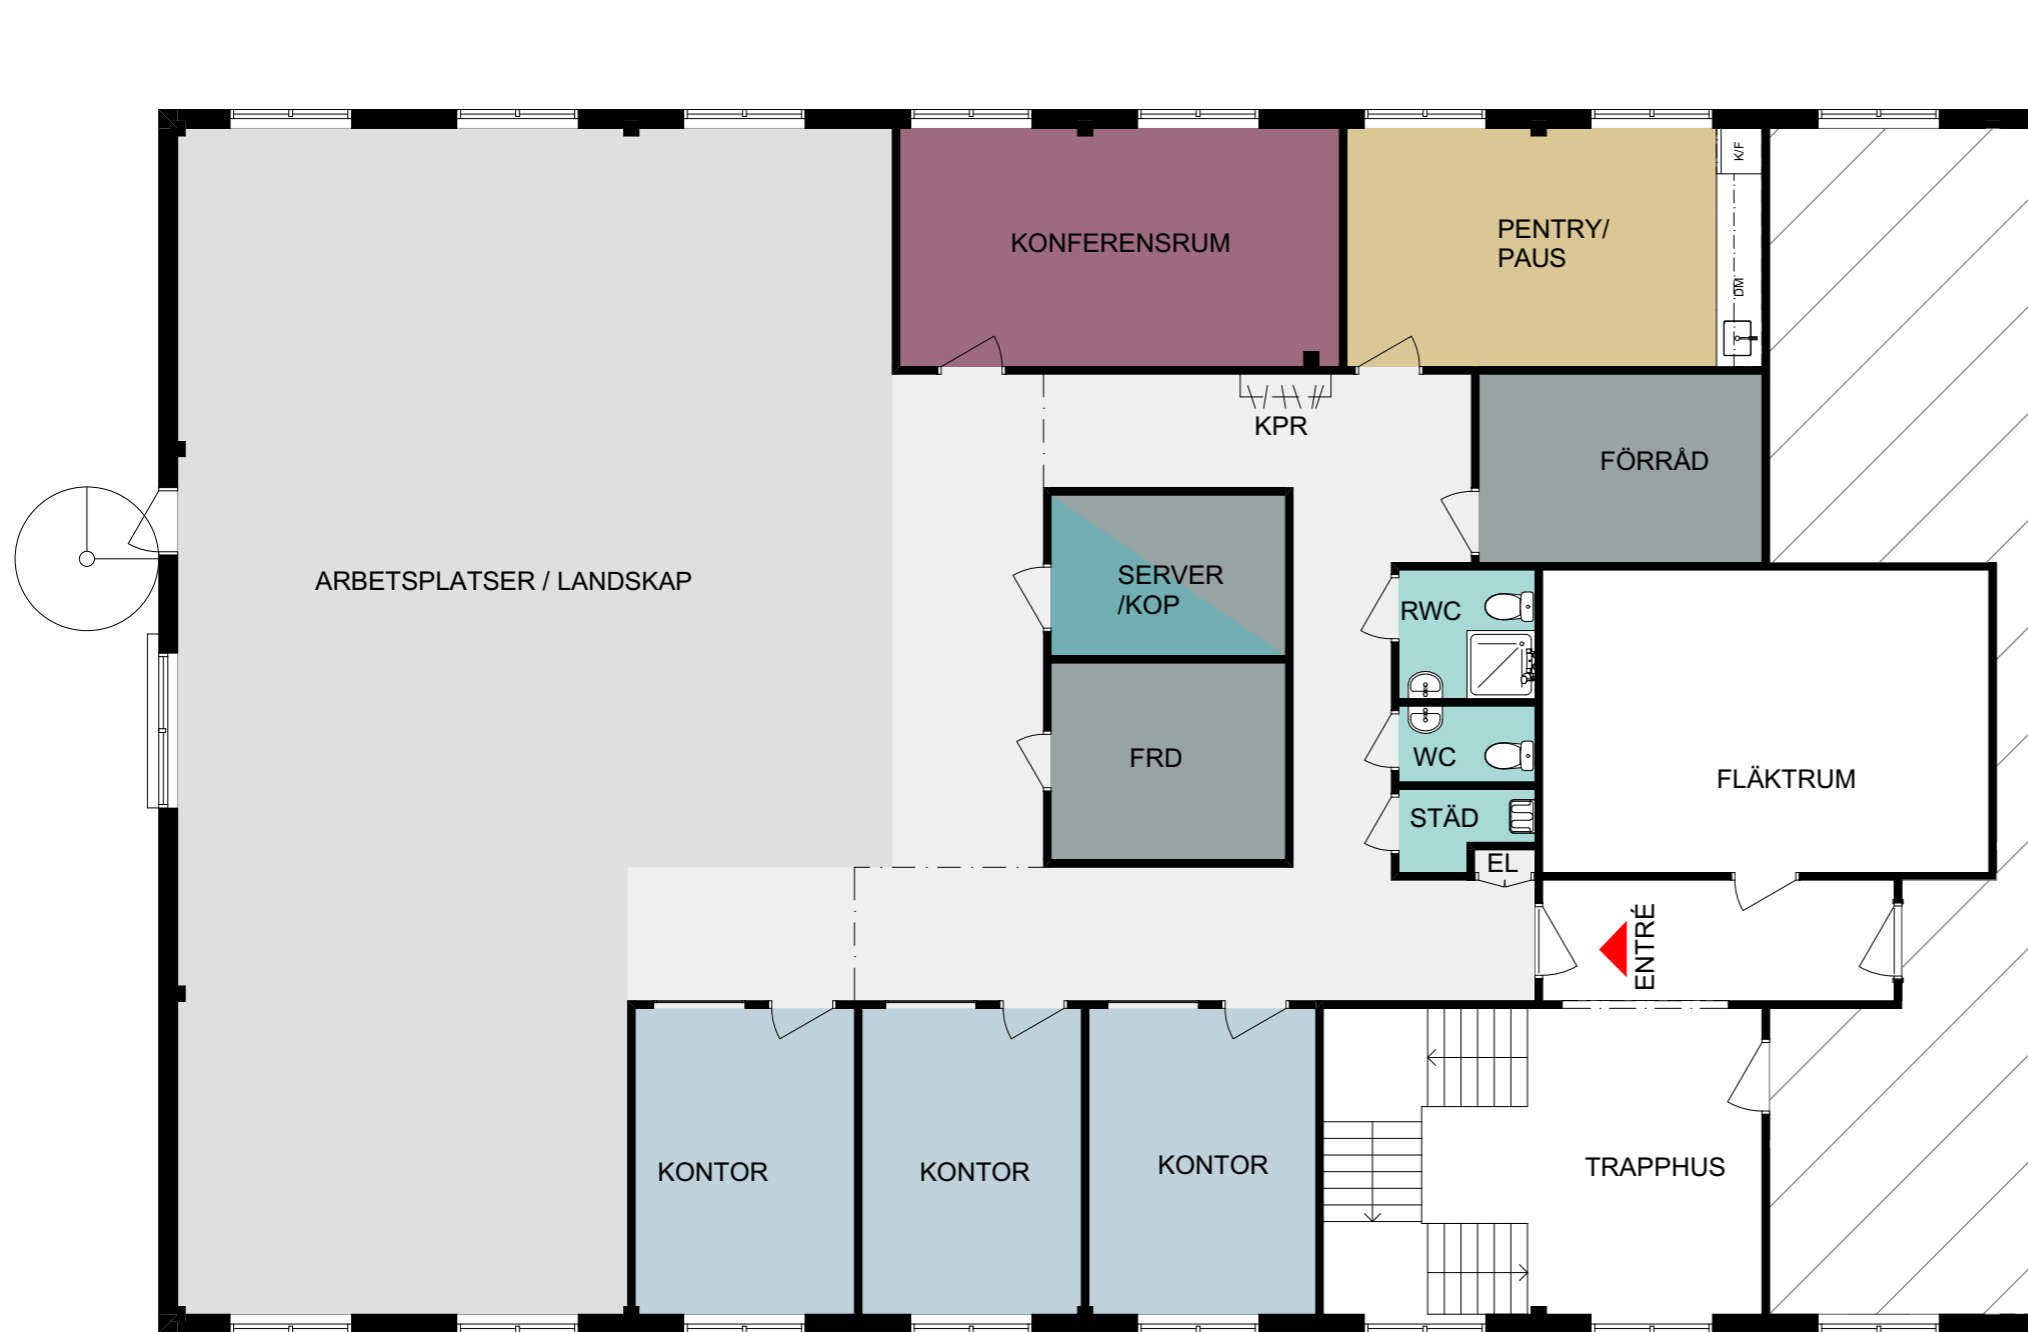 K/F
KONFERENSRUM
PENTRY/
PAUS
DM
KPR
FÖRRÅD
ARBETSPLATSER / LANDSKAP
SERVER
/KOP
RWC
FRD
WC
FLÄKTRUM
STÄD
EL
ENTRÉ
KONTOR
KONTOR
KONTOR
TRAPPHUS